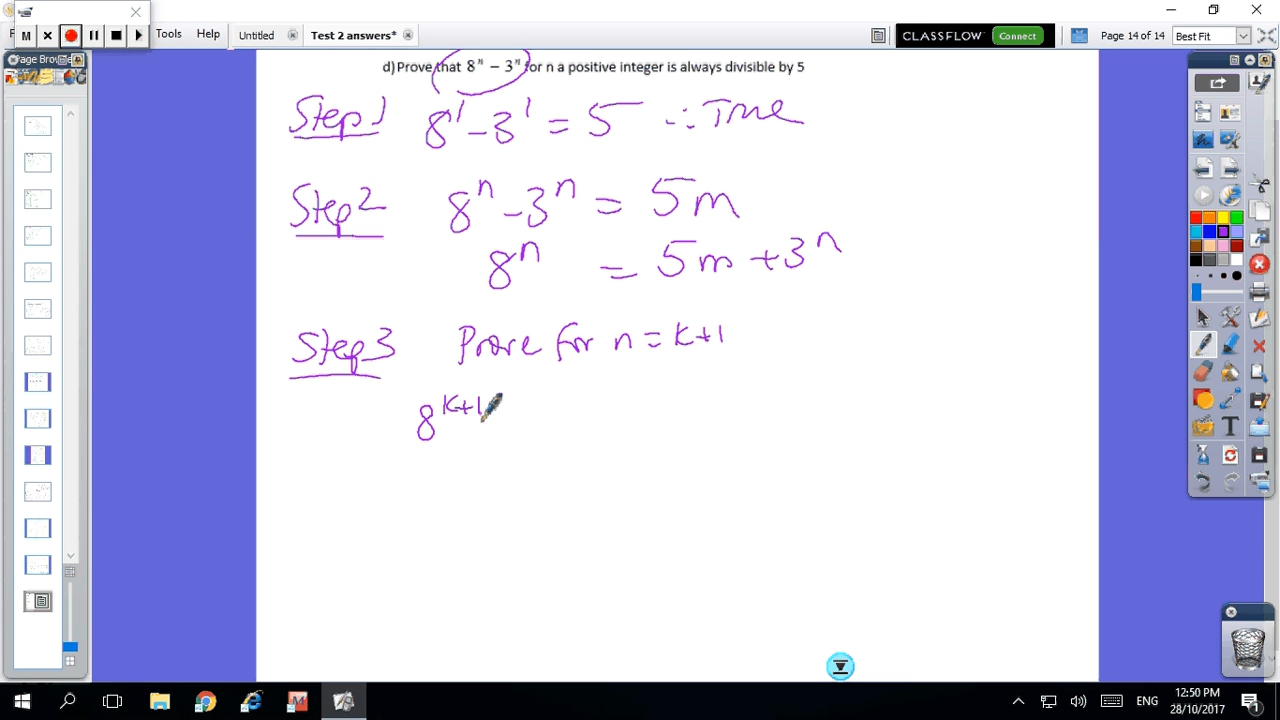 M
Tools Help
Untitled
Test 2 answers*
CLASSFLOW Connect
Page 14 of 14
Best Fit
Page Brow
d) Prove that 8ⁿ − 3ⁿ for n a positive integer is always divisible by 5
Step 1 8¹ - 3¹ = 5 ∴ True
Step 2 8ⁿ - 3ⁿ = 5m
8ⁿ = 5m + 3ⁿ
Step 3 Prove for n = k+1
8ᵏ⁺¹
T
ENG
12:50 PM
28/10/2017